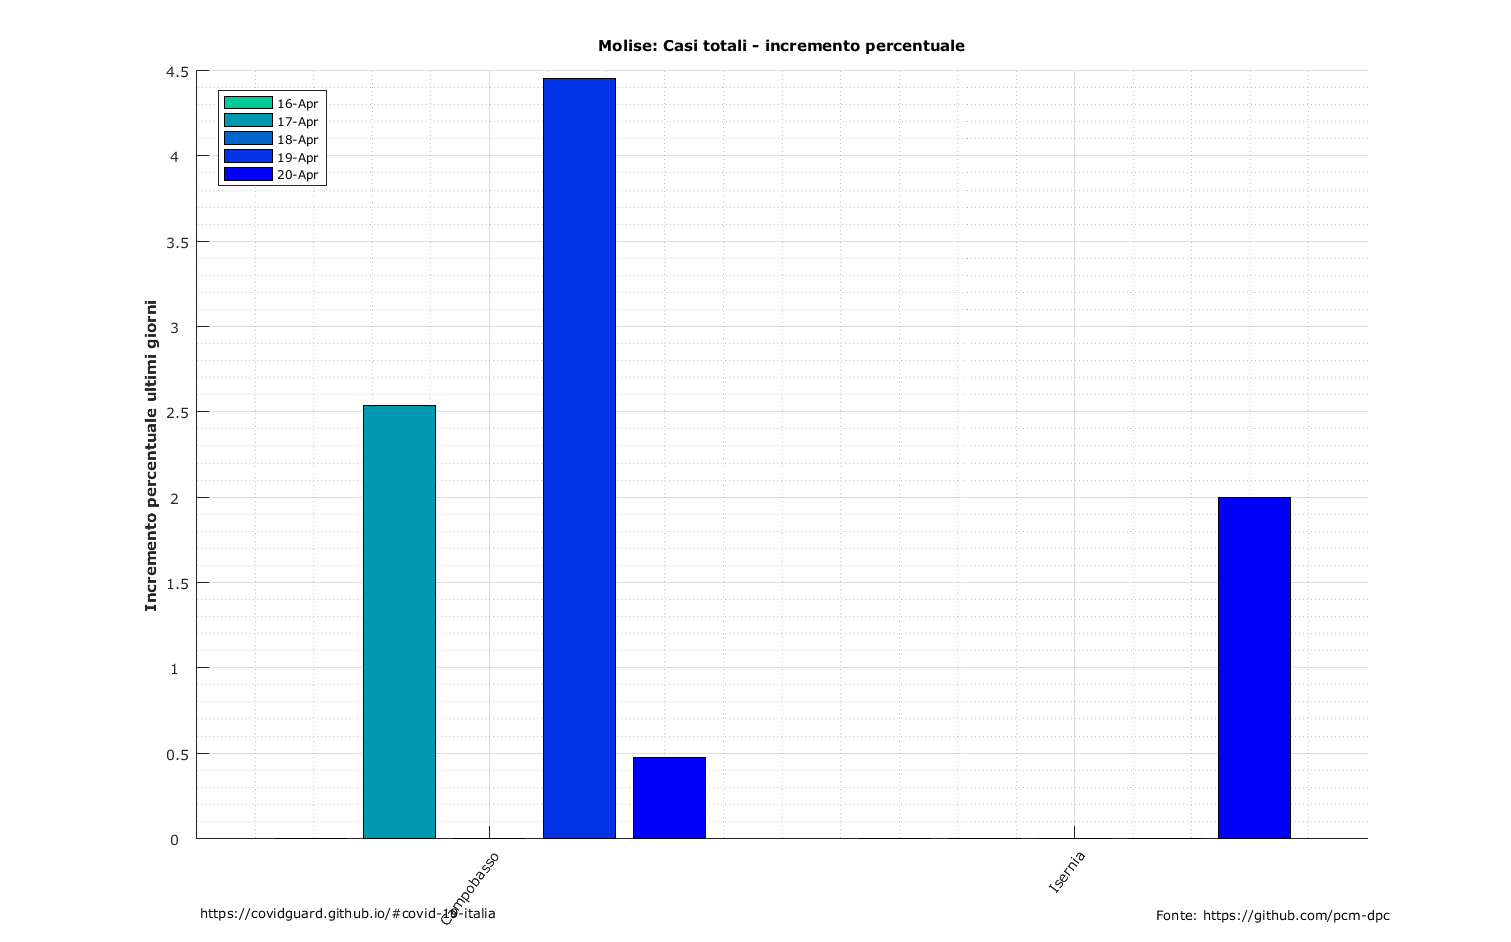 Molise: Casi totali - incremento percentuale
Incremento percentuale ultimi giorni
4.5
4
3.5
3
2.5
2
1.5
1
0.5
0
16-Apr
17-Apr
18-Apr
19-Apr
20-Apr
Campobasso
Isernia
https://covidguard.github.io/#covid-19-italia
Fonte: https://github.com/pcm-dpc